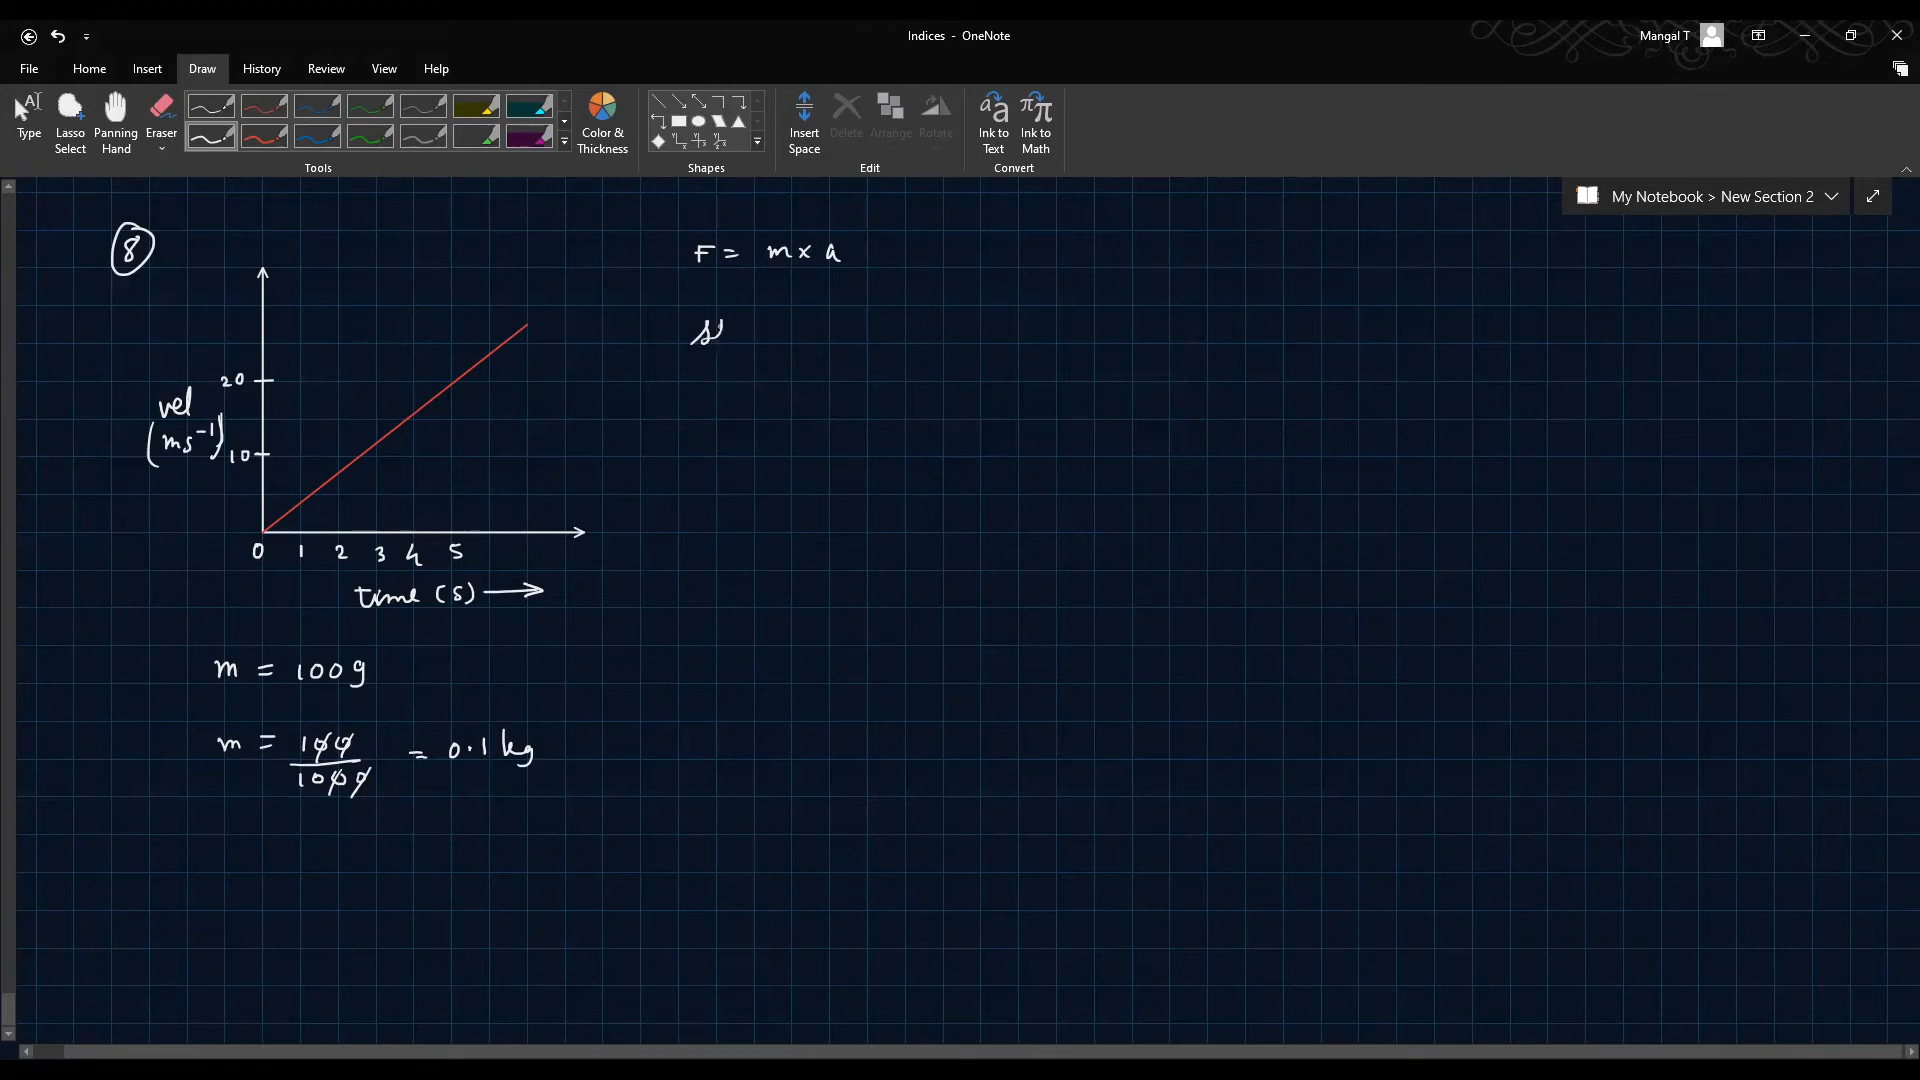 Indices - OneNote
Mangal T
File Home Insert Draw History Review View Help
Type
Lasso Select
Panning Hand
Eraser
Color & Thickness
Insert Space
Delete
Arrange
Rotate
Ink to Text
Ink to Math
Tools
Shapes
Edit
Convert
My Notebook > New Section 2
8
F = m × a
20
vel
(ms⁻¹)
10
0 1 2 3 4 5
time (s) →
m = 100g
m = 100/1000 = 0.1 kg